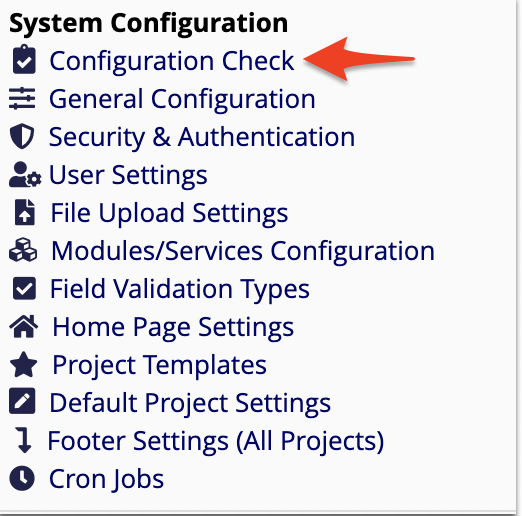 System Configuration
Configuration Check
General Configuration
Security & Authentication
User Settings
File Upload Settings
Modules/Services Configuration
Field Validation Types
Home Page Settings
Project Templates
Default Project Settings
Footer Settings (All Projects)
Cron Jobs